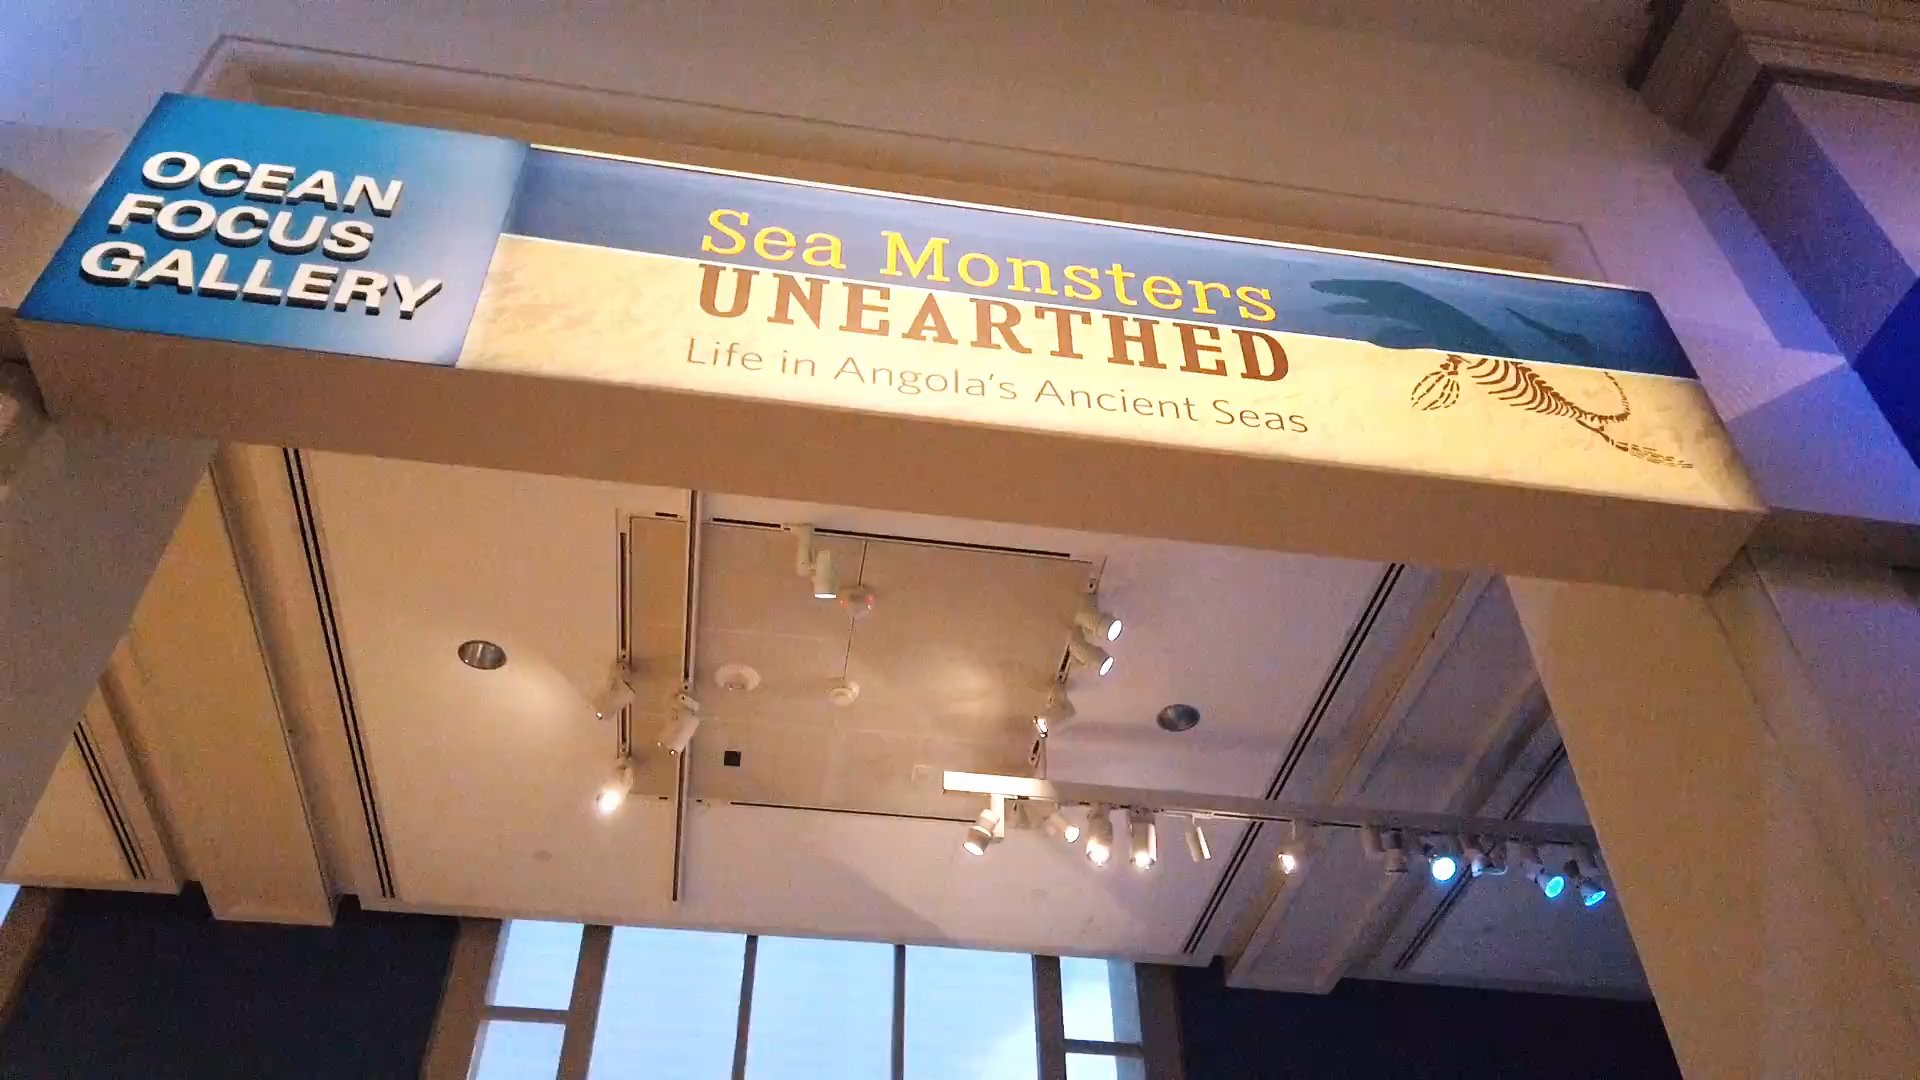 OCEAN
FOCUS
GALLERY
Sea Monsters
UNEARTHED
Life in Angola's Ancient Seas